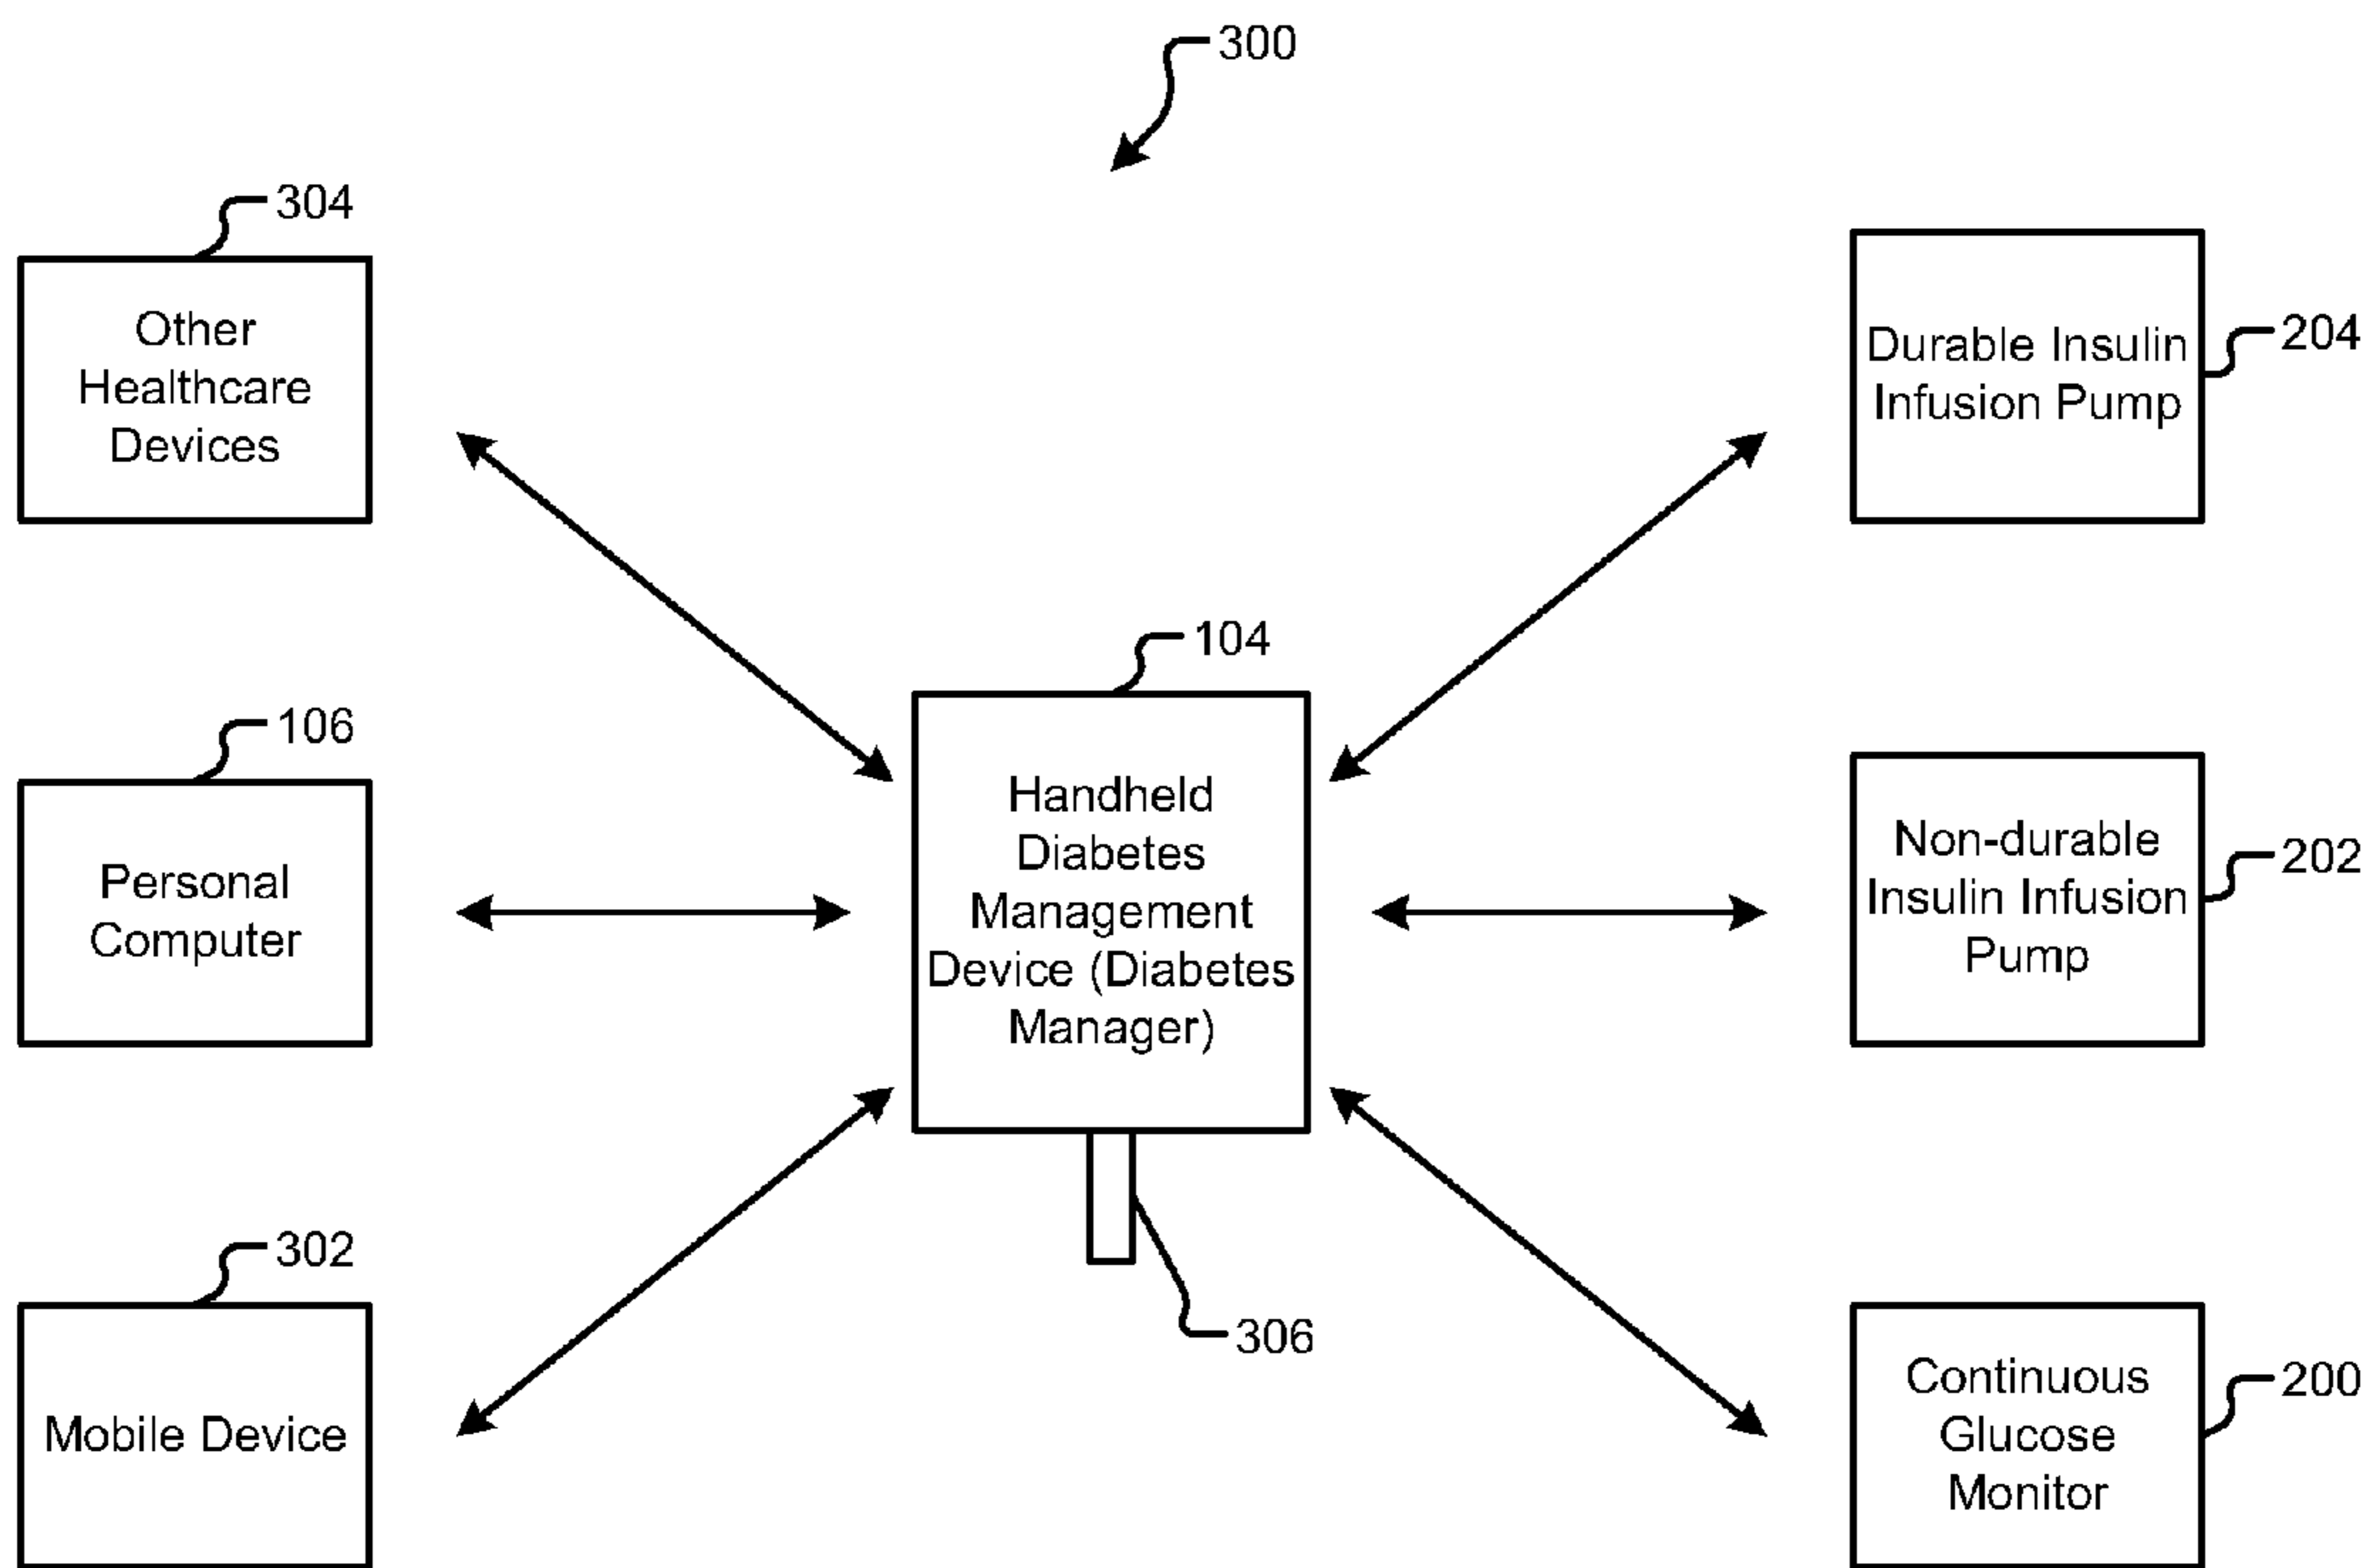 300
304
Other
Healthcare
Devices
Durable Insulin
Infusion Pump
204
104
106
Personal
Computer
Handheld
Diabetes
Management
Device (Diabetes
Manager)
Non-durable
Insulin Infusion
Pump
202
302
Mobile Device
306
Continuous
Glucose
Monitor
200